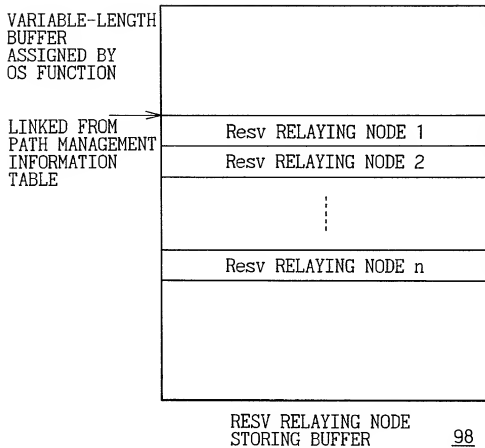 VARIABLE-LENGTH
BUFFER
ASSIGNED BY
OS FUNCTION
LINKED FROM
PATH MANAGEMENT
INFORMATION
TABLE
Resv RELAYING NODE 1
Resv RELAYING NODE 2
Resv RELAYING NODE n
RESV RELAYING NODE
STORING BUFFER 98